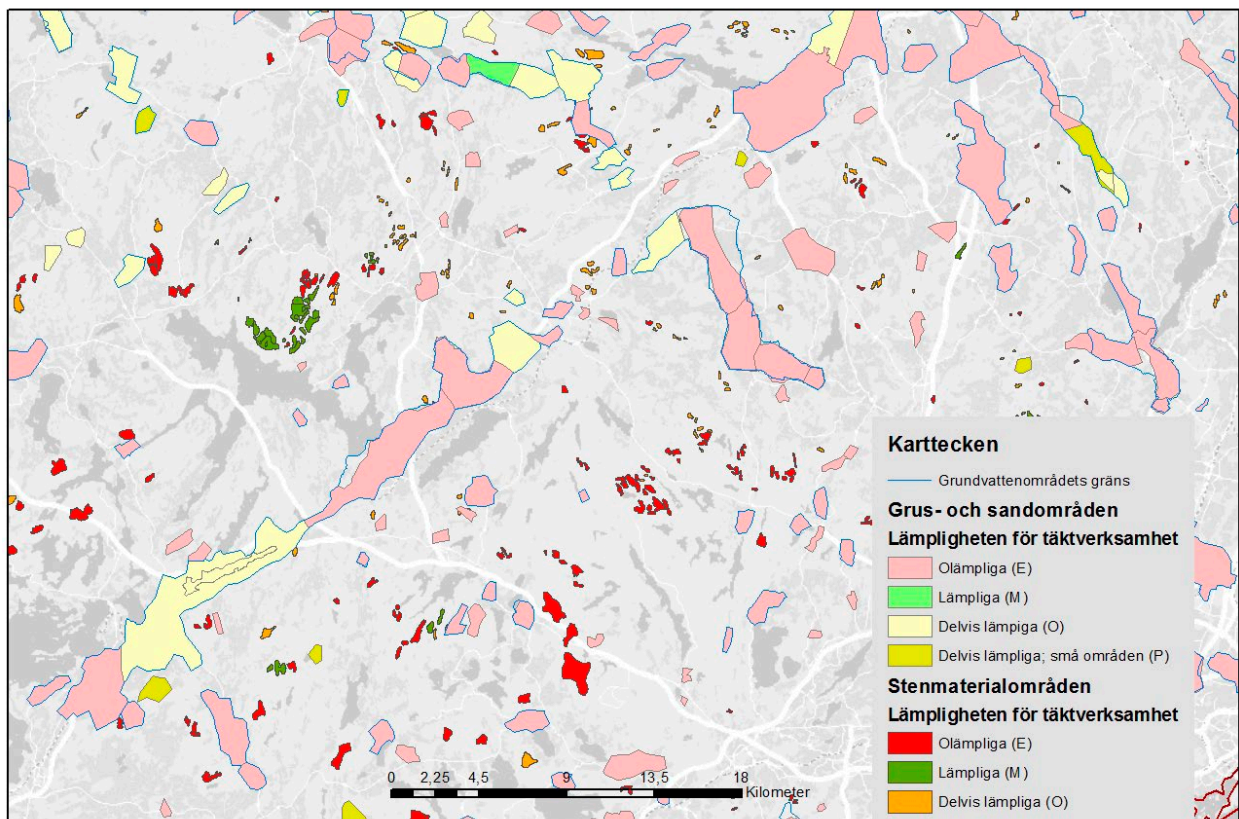 Karttecken
Grundvattenområdets gräns
Grus- och sandområden
Lämpligheten för täktverksamhet
Olämpliga (E)
Lämpliga (M)
Delvis lämpiga (O)
Delvis lämpliga; små områden (P)
Stenmaterialområden
Lämpligheten för täktverksamhet
Olämpliga (E)
Lämpliga (M)
Delvis lämpliga (O)
0 2,25 4,5 9 13,5 18
Kilometer